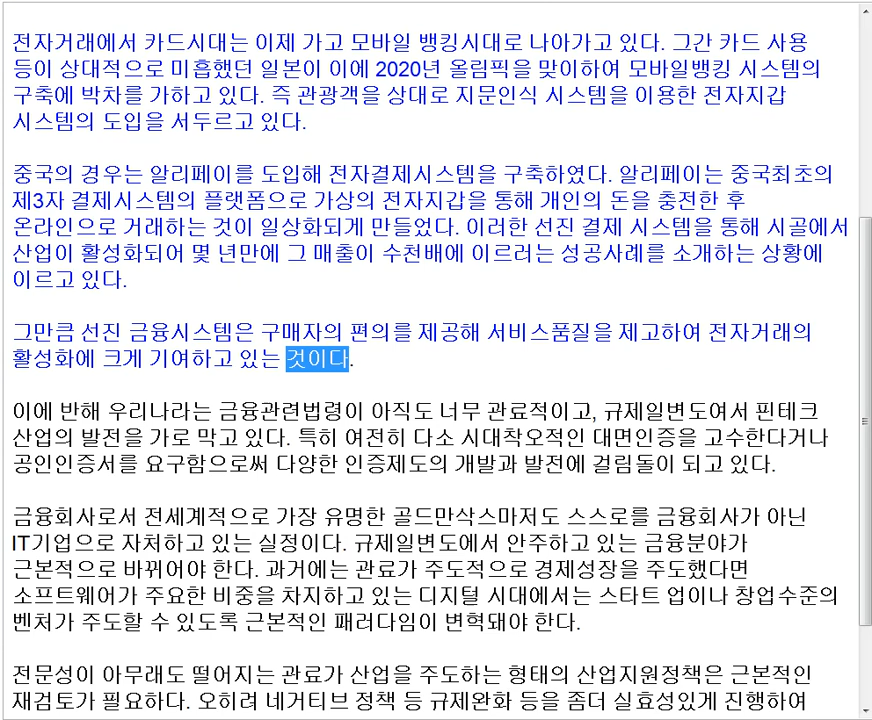 전자거래에서 카드시대는 이제 가고 모바일 뱅킹시대로 나아가고 있다. 그간 카드 사용
등이 상대적으로 미흡했던 일본이 이에 2020년 올림픽을 맞이하여 모바일뱅킹 시스템의
구축에 박차를 가하고 있다. 즉 관광객을 상대로 지문인식 시스템을 이용한 전자지갑
시스템의 도입을 서두르고 있다.
중국의 경우는 알리페이를 도입해 전자결제시스템을 구축하였다. 알리페이는 중국최초의
제3자 결제시스템의 플랫폼으로 가상의 전자지갑을 통해 개인의 돈을 충전한 후
온라인으로 거래하는 것이 일상화되게 만들었다. 이러한 선진 결제 시스템을 통해 시골에서
산업이 활성화되어 몇 년만에 그 매출이 수천배에 이르러는 성공사례를 소개하는 상황에
이르고 있다.
그만큼 선진 금융시스템은 구매자의 편의를 제공해 서비스품질을 제고하여 전자거래의
활성화에 크게 기여하고 있는 것이다.
이에 반해 우리나라는 금융관련법령이 아직도 너무 관료적이고, 규제일변도여서 핀테크
산업의 발전을 가로 막고 있다. 특히 여전히 다소 시대착오적인 대면인증을 고수한다거나
공인인증서를 요구함으로써 다양한 인증제도의 개발과 발전에 걸림돌이 되고 있다.
금융회사로서 전세계적으로 가장 유명한 골드만삭스마저도 스스로를 금융회사가 아닌
IT기업으로 자처하고 있는 실정이다. 규제일변도에서 안주하고 있는 금융분야가
근본적으로 바뀌어야 한다. 과거에는 관료가 주도적으로 경제성장을 주도했다면
소프트웨어가 주요한 비중을 차지하고 있는 디지털 시대에서는 스타트 업이나 창업수준의
벤처가 주도할 수 있도록 근본적인 패러다임이 변혁돼야 한다.
전문성이 아무래도 떨어지는 관료가 산업을 주도하는 형태의 산업지원정책은 근본적인
재검토가 필요하다. 오히려 네거티브 정책 등 규제완화 등을 좀더 실효성있게 진행하여